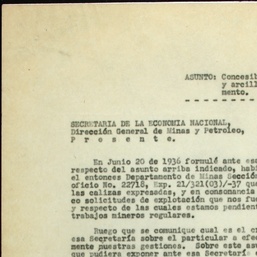 ASUNTO: Concesib
y arcill
mento.
SECRETARIA DE LA ECONOMIA NACIONAL,
Dirección General de Minas y Petroleo,
P r e s e n t e.
En Junio 20 de 1936 formulé ante es
respecto del asunto arriba indicado, hab
el entonces Departamento de Minas Secció
oficio No. 22718, Exp. 21/321(03)/-37 qu
las calizas expresadas, y en consonancia
co solicitudes de explotación que nos fu
y respecto de las cuales estamos pendient
trabajos mineros regulares.
Ruego que se comunique cual es el cr
esa Secretaría sobre el particular a efe
mente nuestras gestiones. Sobre este as
que pudiera exponer ante esa Secretarí